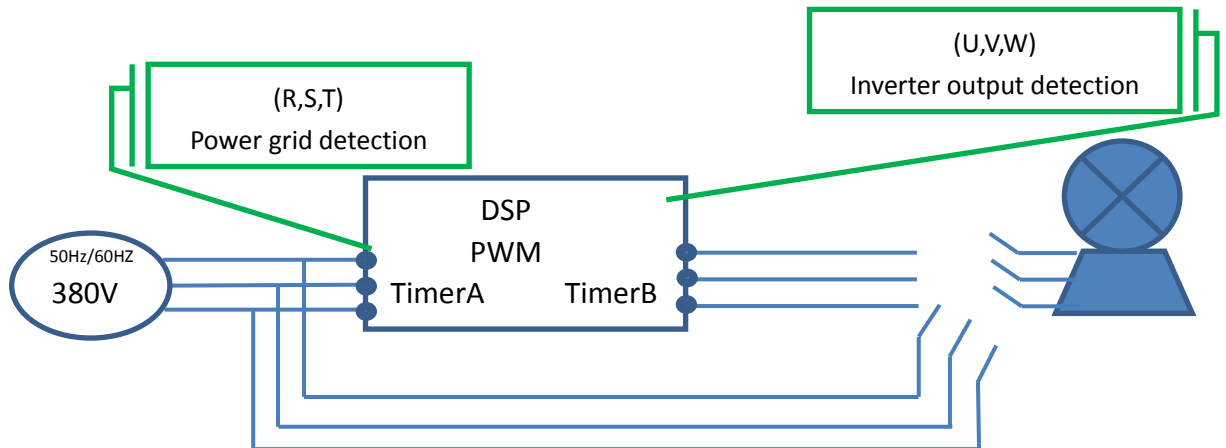 (R,S,T)
Power grid detection
(U,V,W)
Inverter output detection
50Hz/60HZ
380V
DSP
PWM
TimerA
TimerB